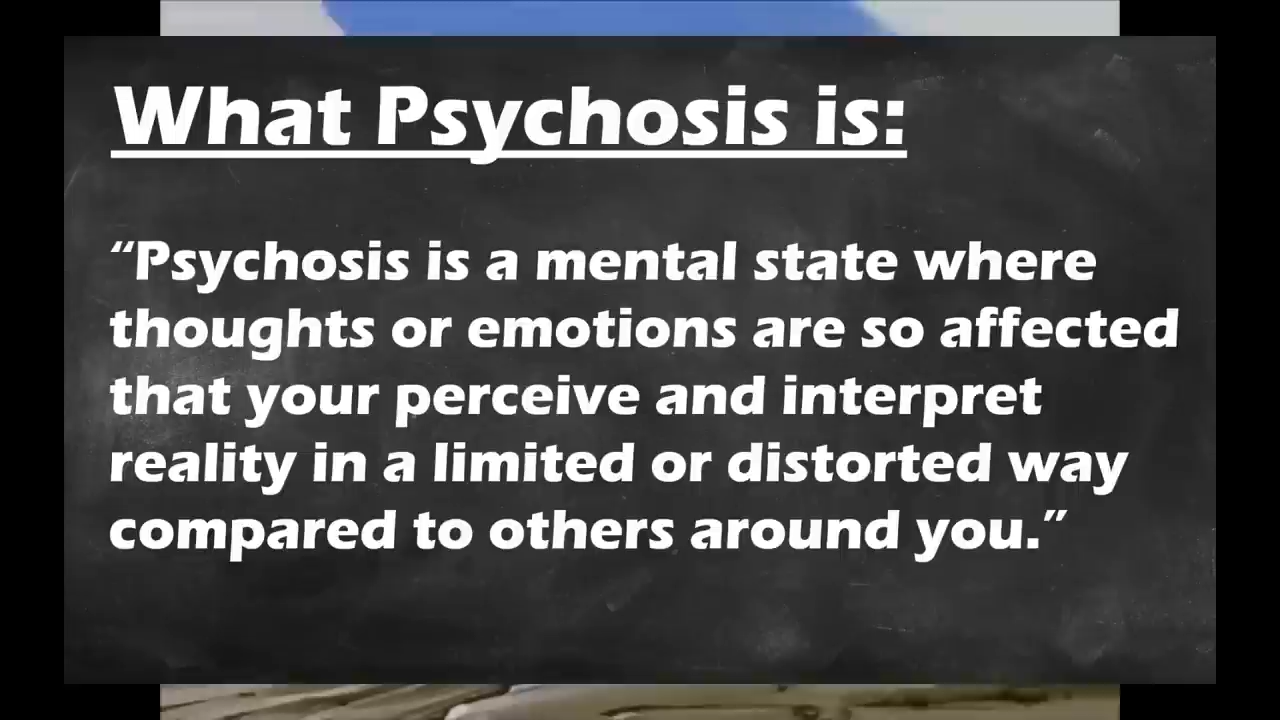 What Psychosis is:
“Psychosis is a mental state where
thoughts or emotions are so affected
that your perceive and interpret
reality in a limited or distorted way
compared to others around you.”